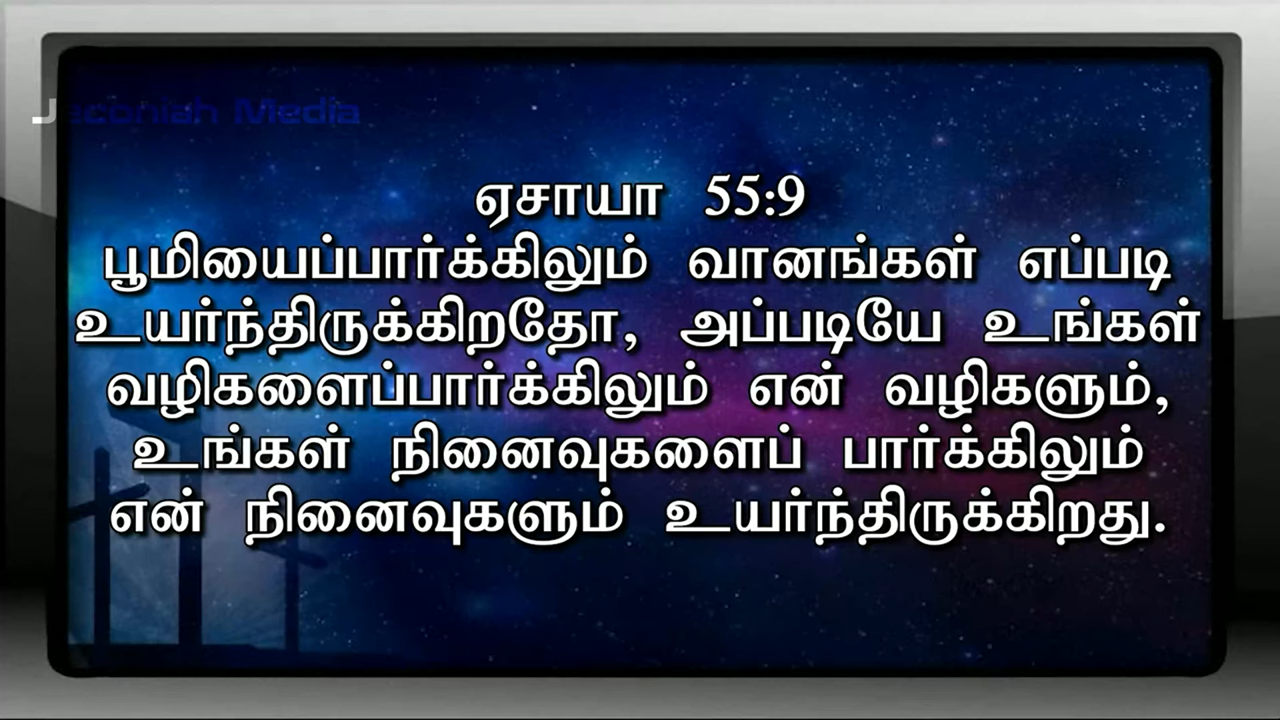 Jeconiah Media
ஏசாயா 55:9
பூமியைப்பார்க்கிலும் வானங்கள் எப்படி
உயர்ந்திருக்கிறதோ, அப்படியே உங்கள்
வழிகளைப்பார்க்கிலும் என் வழிகளும்,
உங்கள் நினைவுகளைப் பார்க்கிலும்
என் நினைவுகளும் உயர்ந்திருக்கிறது.